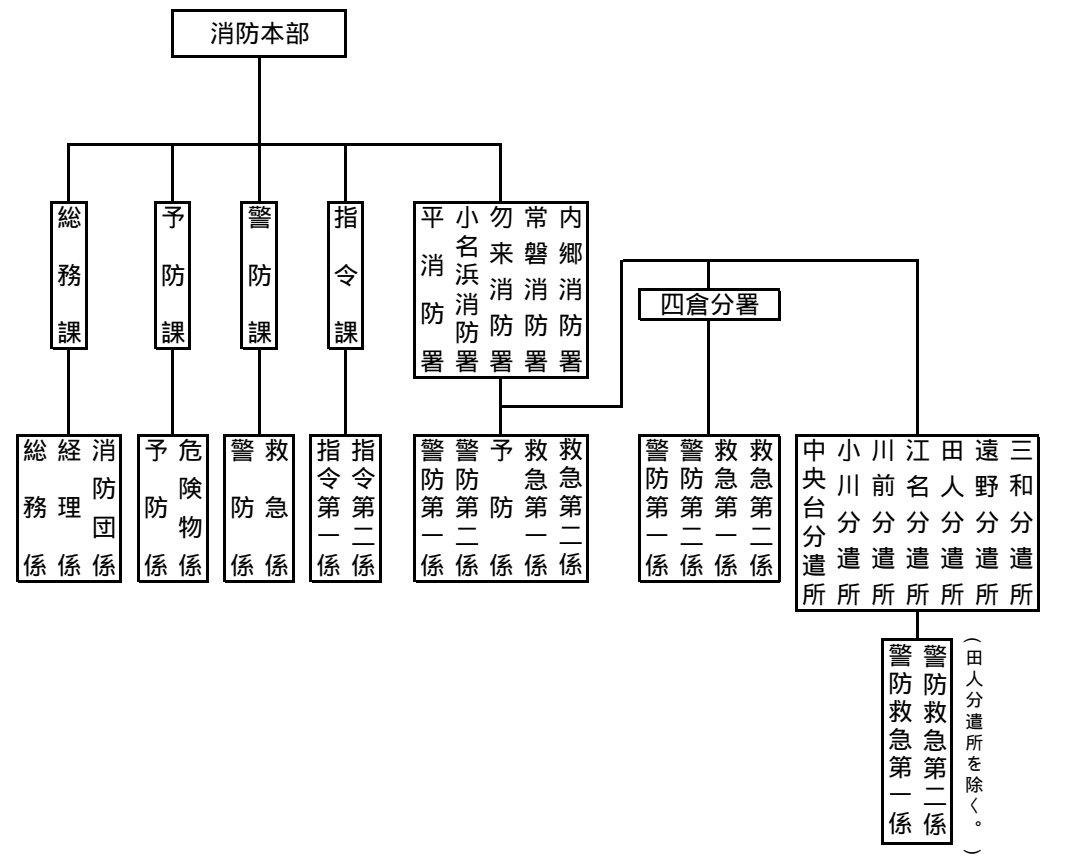 消防本部
総務課
予防課
警防課
指令課
平消防署
小名浜消防署
勿来消防署
常磐消防署
内郷消防署
四倉分署
総務係
経理係
消防団係
予防係
危険物係
警防係
救急係
指令第一係
指令第二係
警防第一係
警防第二係
予防係
救急第一係
救急第二係
警防第一係
警防第二係
救急第一係
救急第二係
中央台分遣所
小川分遣所
川前分遣所
江名分遣所
田人分遣所
遠野分遣所
三和分遣所
警防救急第一係
警防救急第二係
(田人分遣所を除く。)